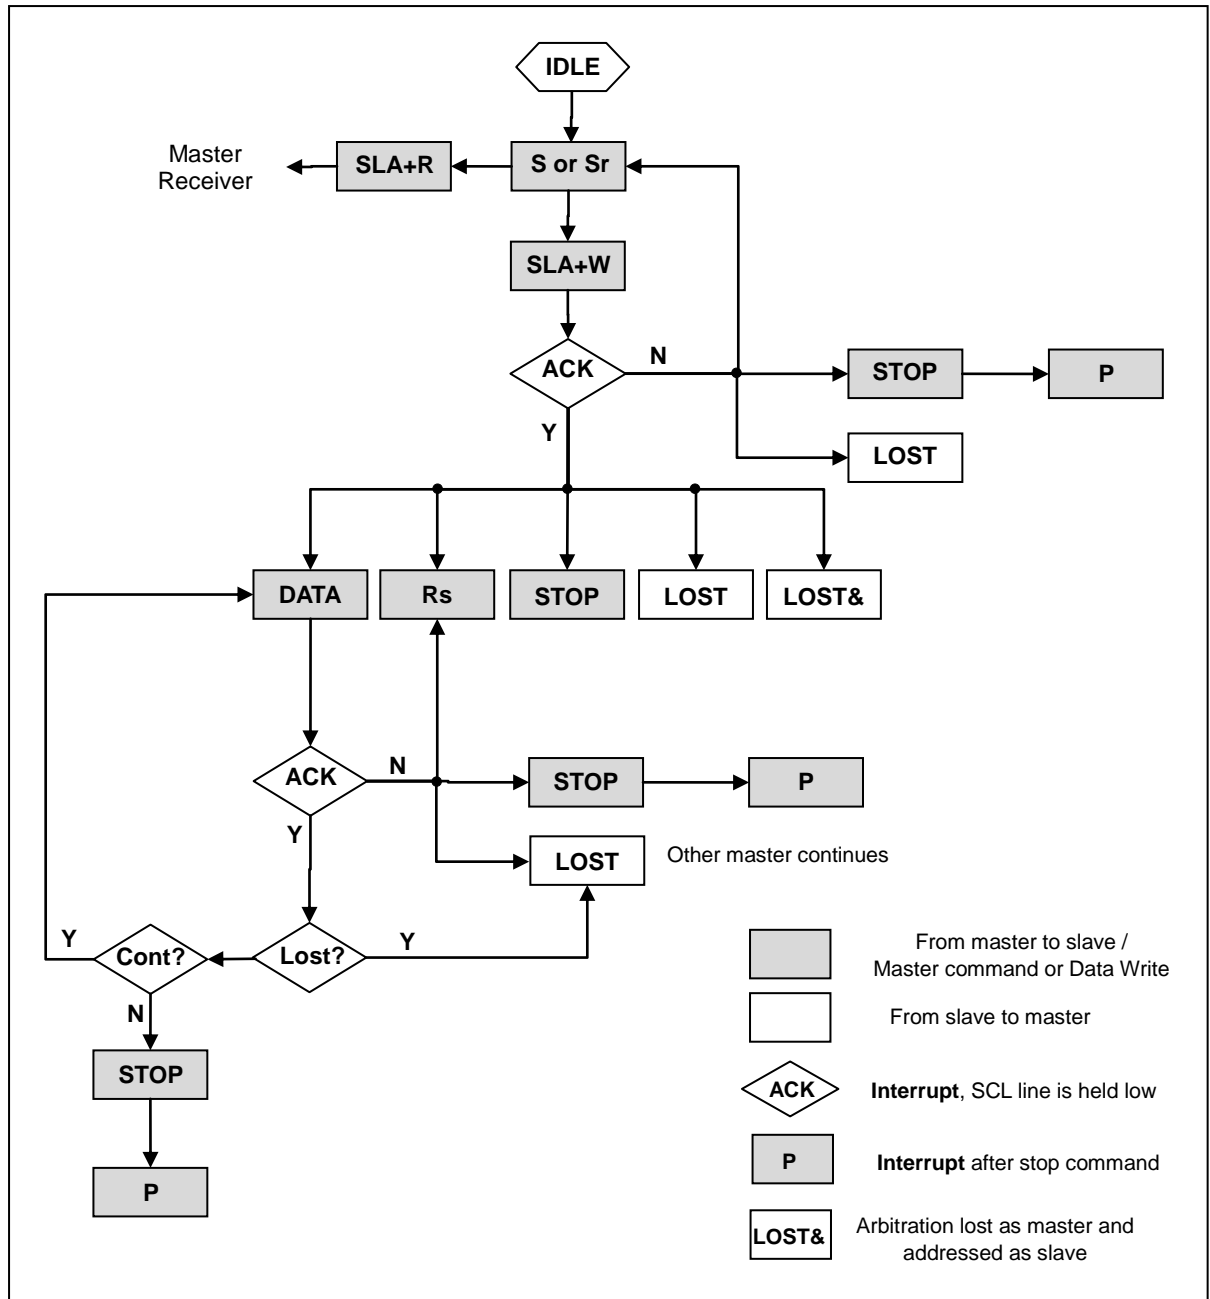 IDLE
Master
Receiver
SLA+R
S or Sr
SLA+W
ACK
N
STOP
P
Y
LOST
DATA
Rs
STOP
LOST
LOST&
ACK
N
STOP
P
Y
LOST
Other master continues
Y
Cont?
Lost?
Y
N
STOP
P
From master to slave /
Master command or Data Write
From slave to master
ACK
Interrupt, SCL line is held low
P
Interrupt after stop command
LOST&
Arbitration lost as master and
addressed as slave